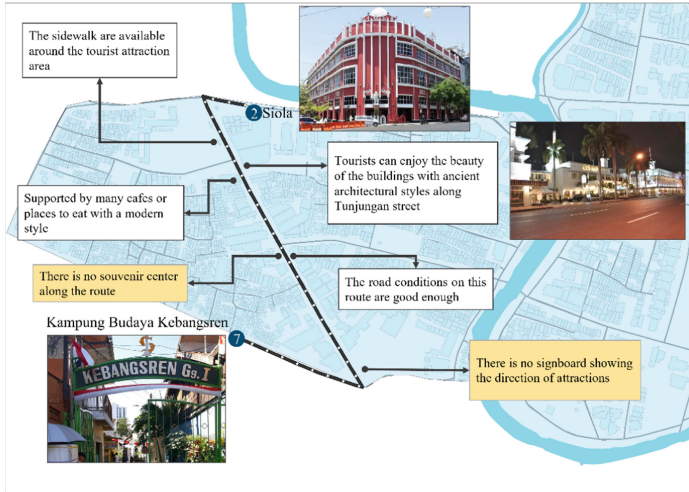 The sidewalk are available
around the tourist attraction
area
2 Siola
Tourists can enjoy the beauty
of the buildings with ancient
architectural styles along
Tunjungan street
Supported by many cafes or
places to eat with a modern
style
There is no souvenir center
along the route
The road conditions on this
route are good enough
Kampung Budaya Kebangsren
7
KEBANGSREN Gg. I
There is no signboard showing
the direction of attractions